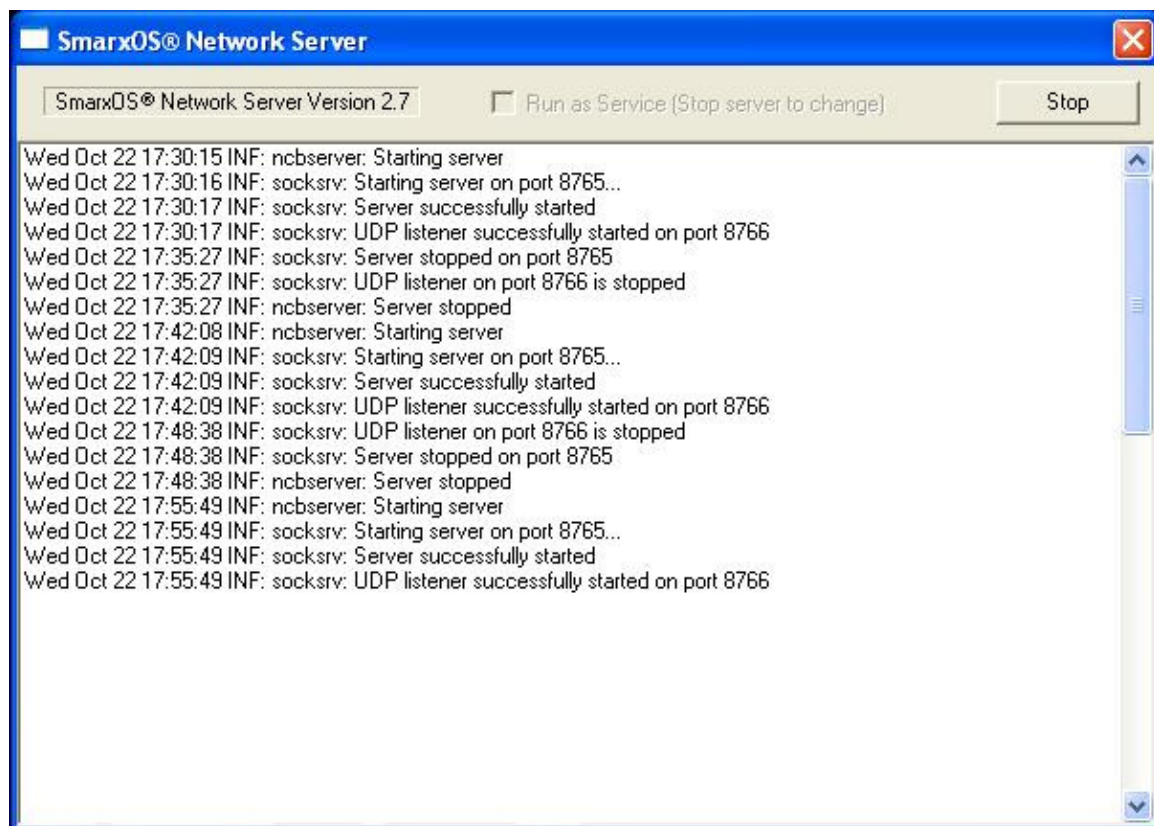 SmarxOS® Network Server
SmarxOS® Network Server Version 2.7
Run as Service (Stop server to change)
Stop
Wed Oct 22 17:30:15 INF: ncbserver: Starting server
Wed Oct 22 17:30:16 INF: socksrv: Starting server on port 8765...
Wed Oct 22 17:30:17 INF: socksrv: Server successfully started
Wed Oct 22 17:30:17 INF: socksrv: UDP listener successfully started on port 8766
Wed Oct 22 17:35:27 INF: socksrv: Server stopped on port 8765
Wed Oct 22 17:35:27 INF: socksrv: UDP listener on port 8766 is stopped
Wed Oct 22 17:35:27 INF: ncbserver: Server stopped
Wed Oct 22 17:42:08 INF: ncbserver: Starting server
Wed Oct 22 17:42:09 INF: socksrv: Starting server on port 8765...
Wed Oct 22 17:42:09 INF: socksrv: Server successfully started
Wed Oct 22 17:42:09 INF: socksrv: UDP listener successfully started on port 8766
Wed Oct 22 17:48:38 INF: socksrv: UDP listener on port 8766 is stopped
Wed Oct 22 17:48:38 INF: socksrv: Server stopped on port 8765
Wed Oct 22 17:48:38 INF: ncbserver: Server stopped
Wed Oct 22 17:55:49 INF: ncbserver: Starting server
Wed Oct 22 17:55:49 INF: socksrv: Starting server on port 8765...
Wed Oct 22 17:55:49 INF: socksrv: Server successfully started
Wed Oct 22 17:55:49 INF: socksrv: UDP listener successfully started on port 8766